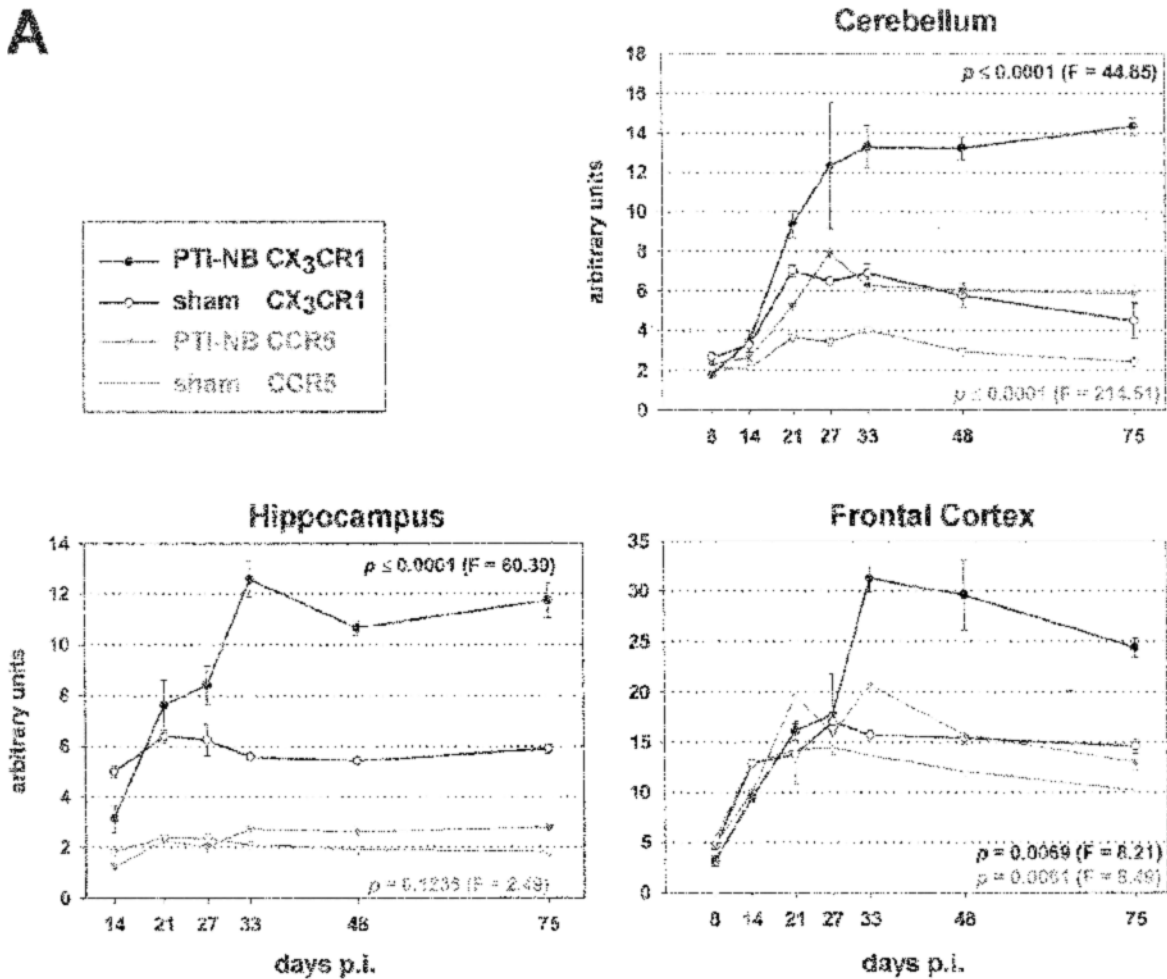 A
Cerebellum
18
16
14
12
10
8
6
4
2
0
arbitrary units
p ≤ 0.0001 (F = 44.85)
p ≤ 0.0001 (F = 214.51)
8 14 21 27 33 48 75
PTI-NB CX3CR1
sham CX3CR1
PTI-NB CCR5
sham CCR5
Hippocampus
14
12
10
8
6
4
2
0
arbitrary units
p ≤ 0.0001 (F = 60.39)
p = 0.1235 (F = 2.49)
14 21 27 33 48 75
days p.i.
Frontal Cortex
35
30
25
20
15
10
5
0
p = 0.0069 (F = 8.21)
p = 0.0061 (F = 8.49)
8 14 21 27 33 48 75
days p.i.